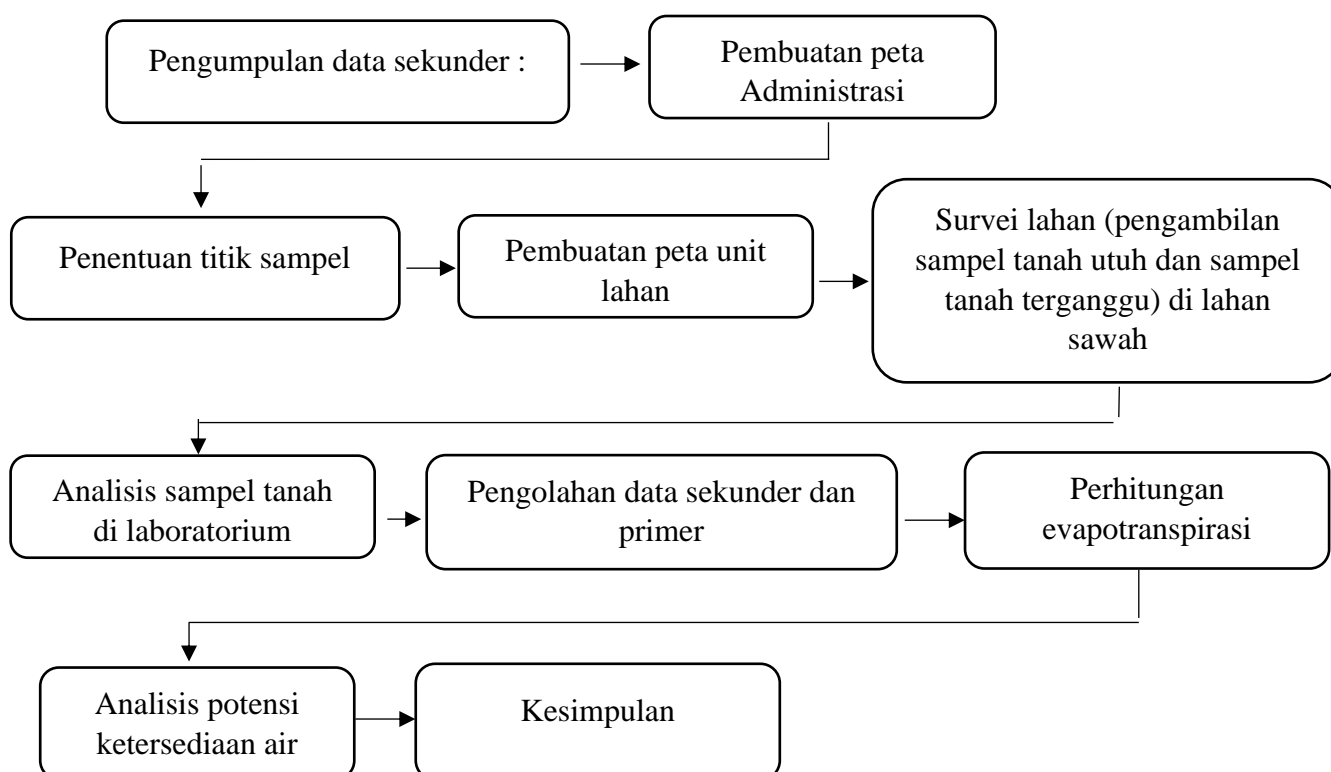 Pengumpulan data sekunder :
Pembuatan peta
Administrasi
Penentuan titik sampel
Pembuatan peta unit
lahan
Survei lahan (pengambilan
sampel tanah utuh dan sampel
tanah terganggu) di lahan
sawah
Analisis sampel tanah
di laboratorium
Pengolahan data sekunder dan
primer
Perhitungan
evapotranspirasi
Analisis potensi
ketersediaan air
Kesimpulan